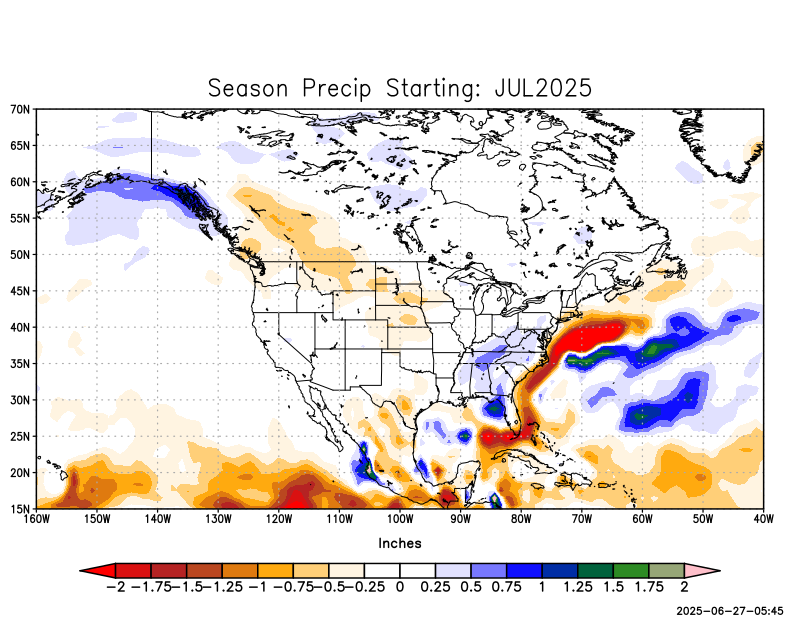 Season Precip Starting: JUL2025
70N
65N
60N
55N
50N
45N
40N
35N
30N
25N
20N
15N
160W 150W 140W 130W 120W 110W 100W 90W 80W 70W 60W 50W 40W
Inches
−2 −1.75 −1.5 −1.25 −1 −0.75 −0.5 −0.25 0 0.25 0.5 0.75 1 1.25 1.5 1.75 2
2025−06−27−05:45